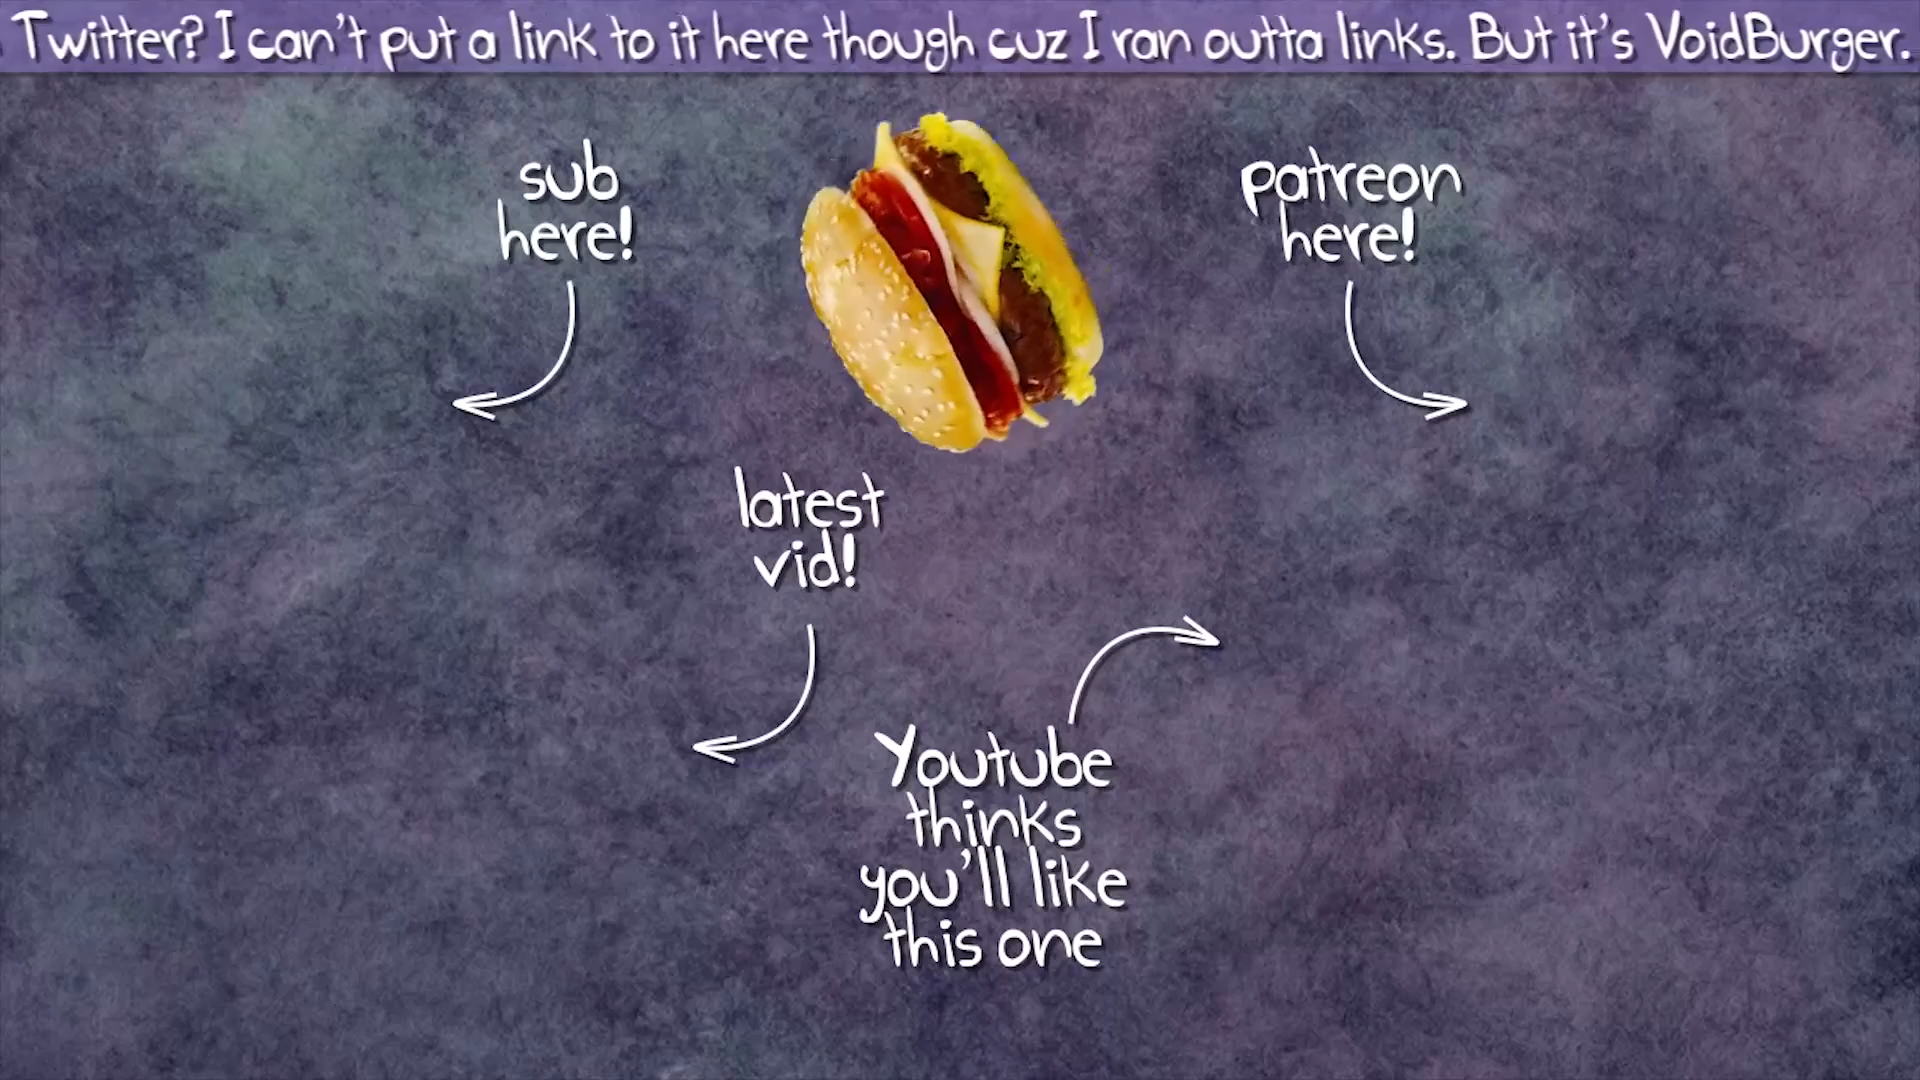 Twitter? I can't put a link to it here though cuz I ran outta links. But it's VoidBurger.
sub
here!
patreon
here!
latest
vid!
Youtube
thinks
you'll like
this one